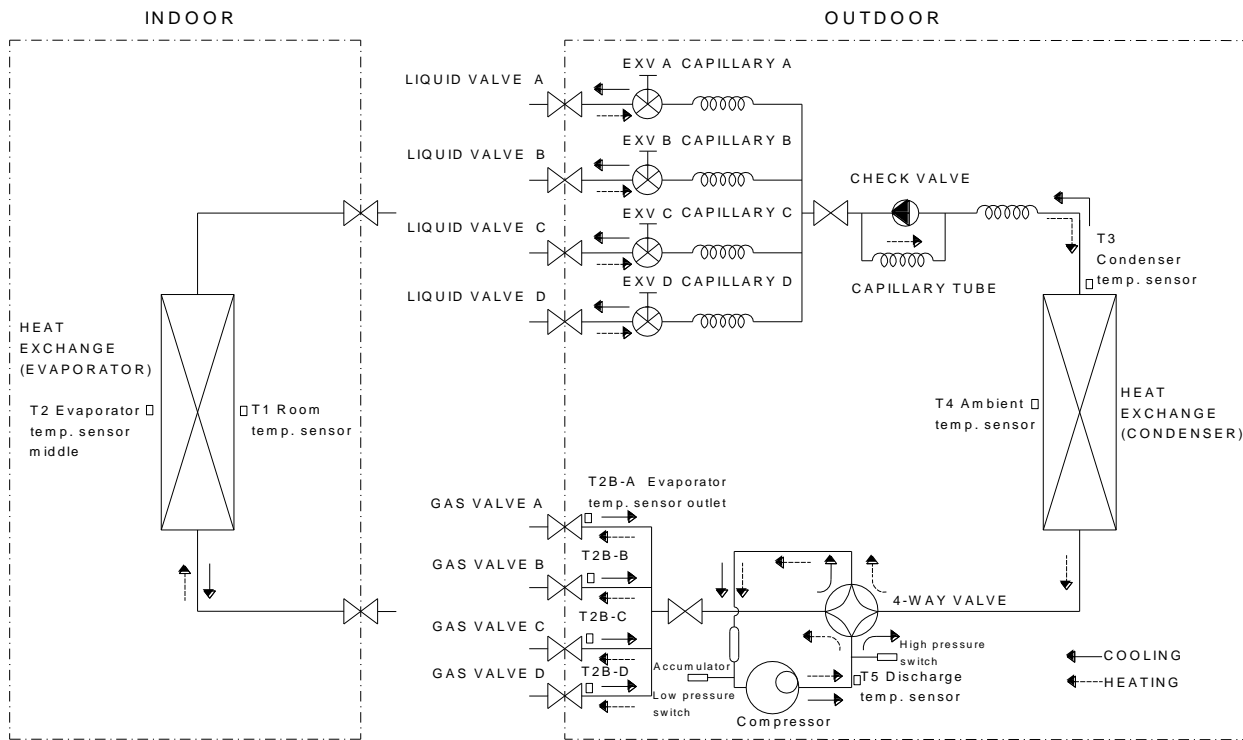 INDOOR
OUTDOOR
LIQUID VALVE A
EXV A CAPILLARY A
LIQUID VALVE B
EXV B CAPILLARY B
LIQUID VALVE C
EXV C CAPILLARY C
LIQUID VALVE D
EXV D CAPILLARY D
CHECK VALVE
CAPILLARY TUBE
T3
Condenser
temp. sensor
HEAT
EXCHANGE
(EVAPORATOR)
T2 Evaporator
temp. sensor
middle
T1 Room
temp. sensor
T4 Ambient
temp. sensor
HEAT
EXCHANGE
(CONDENSER)
GAS VALVE A
T2B-A Evaporator
temp. sensor outlet
GAS VALVE B
T2B-B
GAS VALVE C
T2B-C
GAS VALVE D
T2B-D
4-WAY VALVE
High pressure
switch
Accumulator
Low pressure
switch
T5 Discharge
temp. sensor
Compressor
COOLING
HEATING